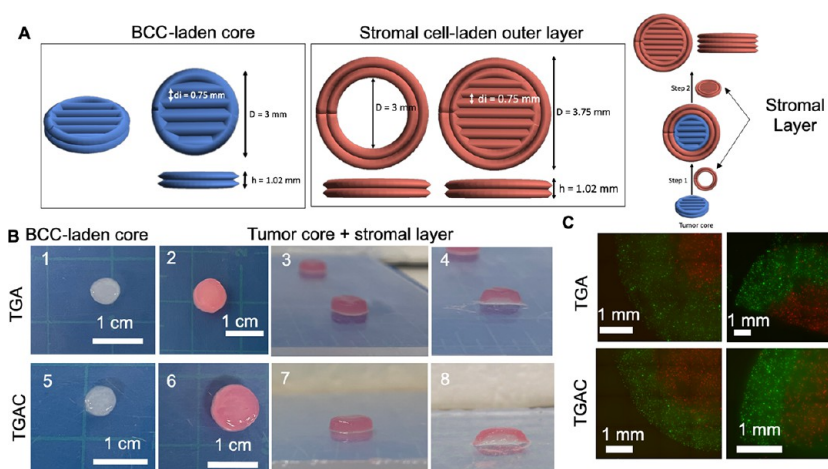 A
BCC-laden core
di = 0.75 mm
D = 3 mm
h = 1.02 mm
Stromal cell-laden outer layer
D = 3 mm
di = 0.75 mm
D = 3.75 mm
h = 1.02 mm
Step 2
Stromal
Layer
Step 1
Tumor core
B
BCC-laden core
Tumor core + stromal layer
TGA
1
1 cm
2
1 cm
3
4
TGAC
5
1 cm
6
1 cm
7
8
C
TGA
1 mm
1 mm
TGAC
1 mm
1 mm